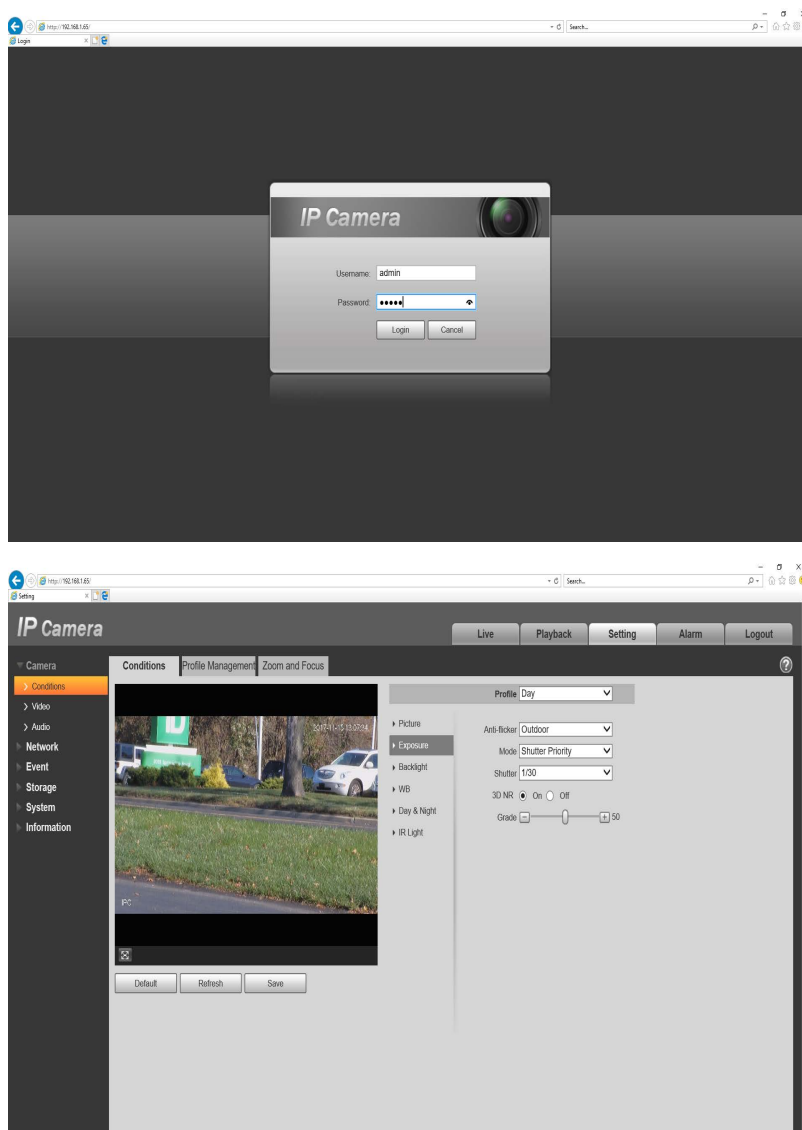 http://192.168.1.65/
Search...
Login
IP Camera
Username: admin
Password: •••••
Login Cancel
http://192.168.1.65/
Search...
Setting
IP Camera
Live Playback Setting Alarm Logout
Camera
Conditions
Video
Audio
Network
Event
Storage
System
Information
Conditions Profile Management Zoom and Focus
ID
IPC
Default Refresh Save
Profile Day
Picture
Exposure
Backlight
WB
Day & Night
IR Light
Anti-flicker Outdoor
Mode Shutter Priority
Shutter 1/30
3D NR On Off
Grade 50